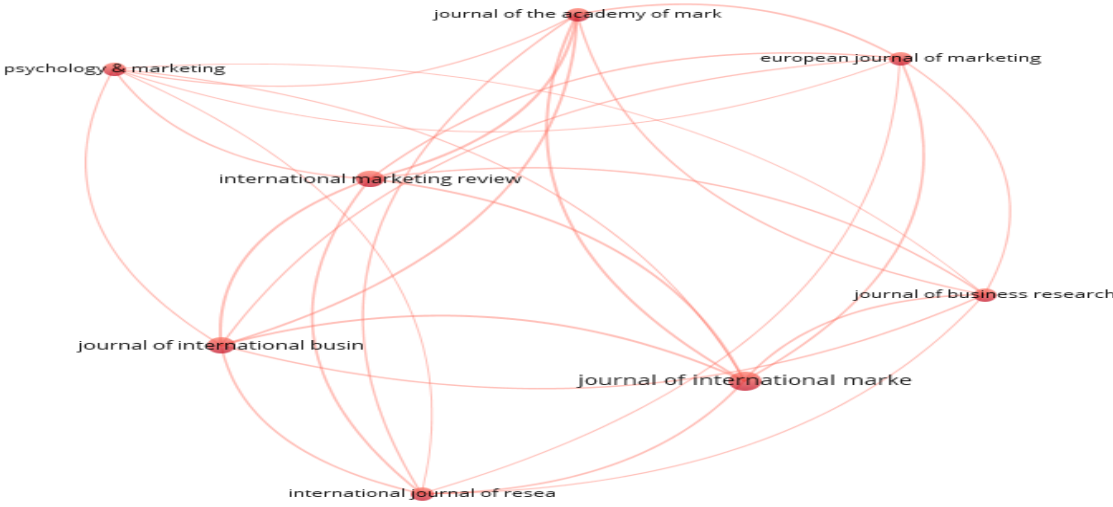 journal of the academy of mark
european journal of marketing
psychology & marketing
international marketing review
journal of business research
journal of international busin
journal of international marke
international journal of resea